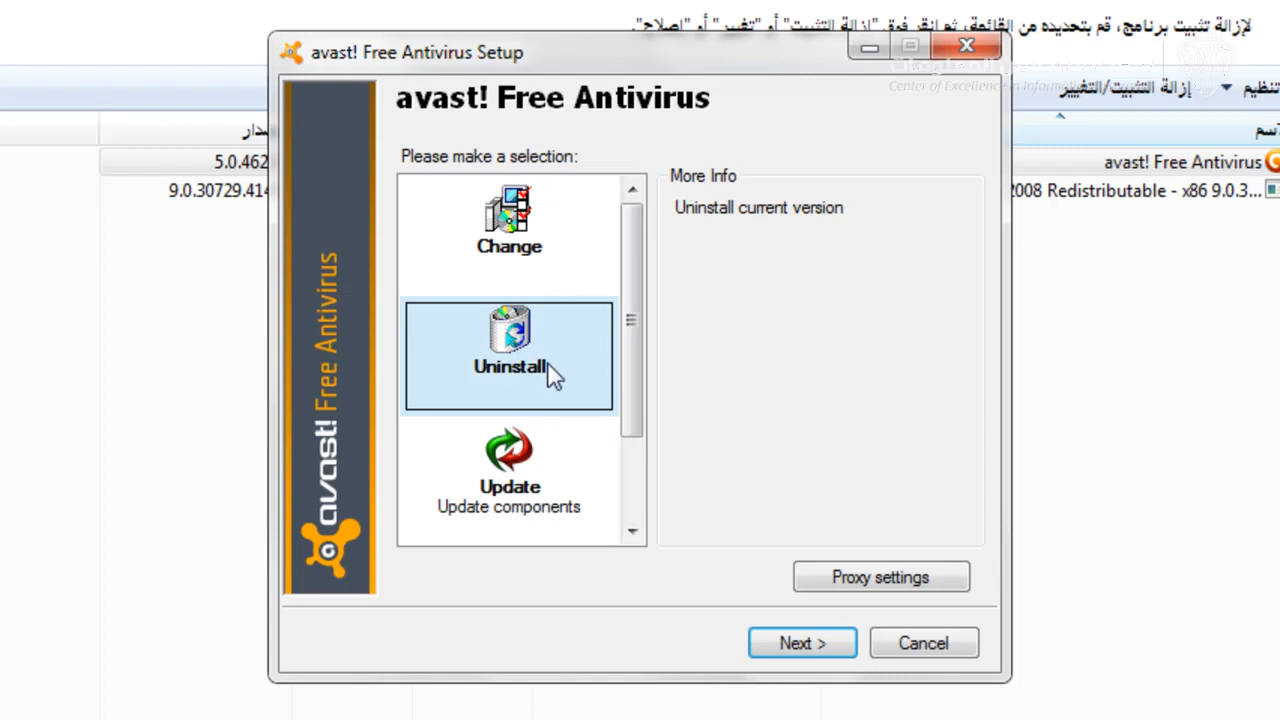 لإزالة تثبيت برنامج، قم بتحديده من القائمة، ثم انقر فوق "إزالة التثبيت" أو "تغيير" أو "إصلاح".
avast! Free Antivirus Setup
Center of Excellence in Information
تنظيم
إزالة التثبيت/التغيير
avast! Free Antivirus
5.0.462
avast! Free Antivirus
9.0.30729.414
2008 Redistributable - x86 9.0.3...
Please make a selection:
Change
Uninstall
Update
Update components
More Info
Uninstall current version
avast! Free Antivirus
Proxy settings
Next >
Cancel